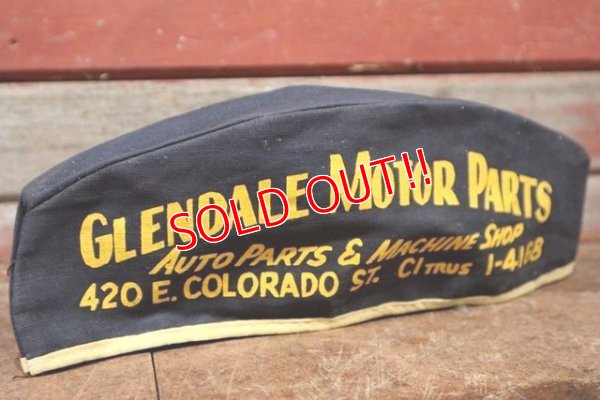 GLENDALE MOTOR PARTS
SOLD OUT!!
AUTO PARTS & MACHINE SHOP
420 E. COLORADO ST. CITRUS 1-4168